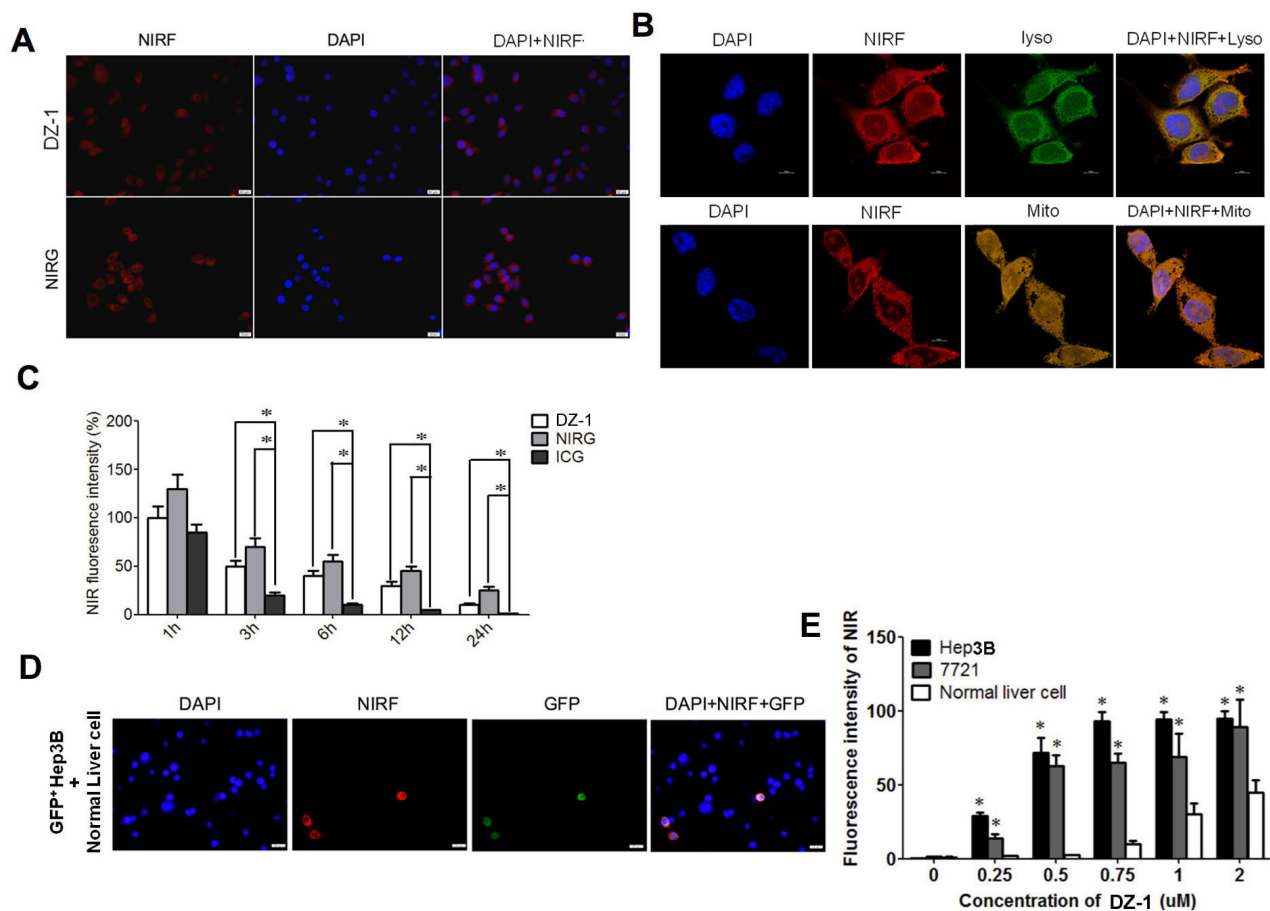 A
NIRF DAPI DAPI+NIRF
DZ-1
NIRG
B
DAPI NIRF lyso DAPI+NIRF+Lyso
DAPI NIRF Mito DAPI+NIRF+Mito
C
NIR fluoresence intensity (%)
200
150
100
50
0
1h 3h 6h 12h 24h
DZ-1
NIRG
ICG
* * * *
* * * *
D
DAPI NIRF GFP DAPI+NIRF+GFP
GFP⁺ Hep3B
+
Normal Liver cell
E
Fluorescence intensity of NIR
150
100
50
0
Hep3B
7721
Normal liver cell
* * * * * * * * * *
0 0.25 0.5 0.75 1 2
Concentration of DZ-1 (uM)